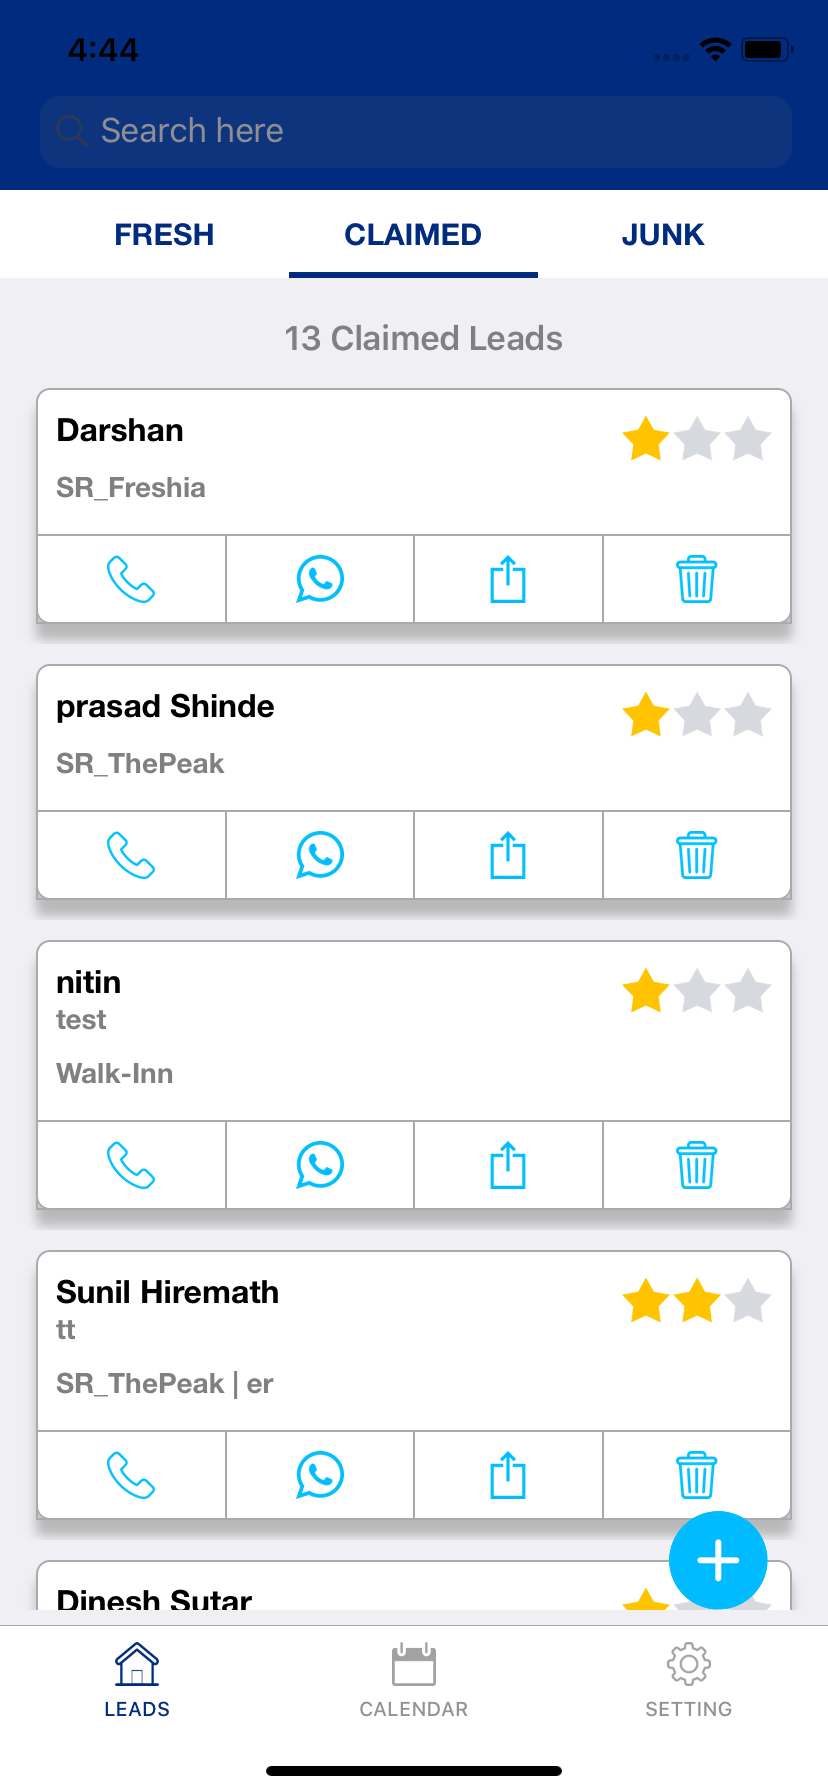 4:44
Search here
FRESH CLAIMED JUNK
13 Claimed Leads
Darshan
SR_Freshia
prasad Shinde
SR_ThePeak
nitin
test
Walk-Inn
Sunil Hiremath
tt
SR_ThePeak | er
Dinesh Sutar
LEADS CALENDAR SETTING